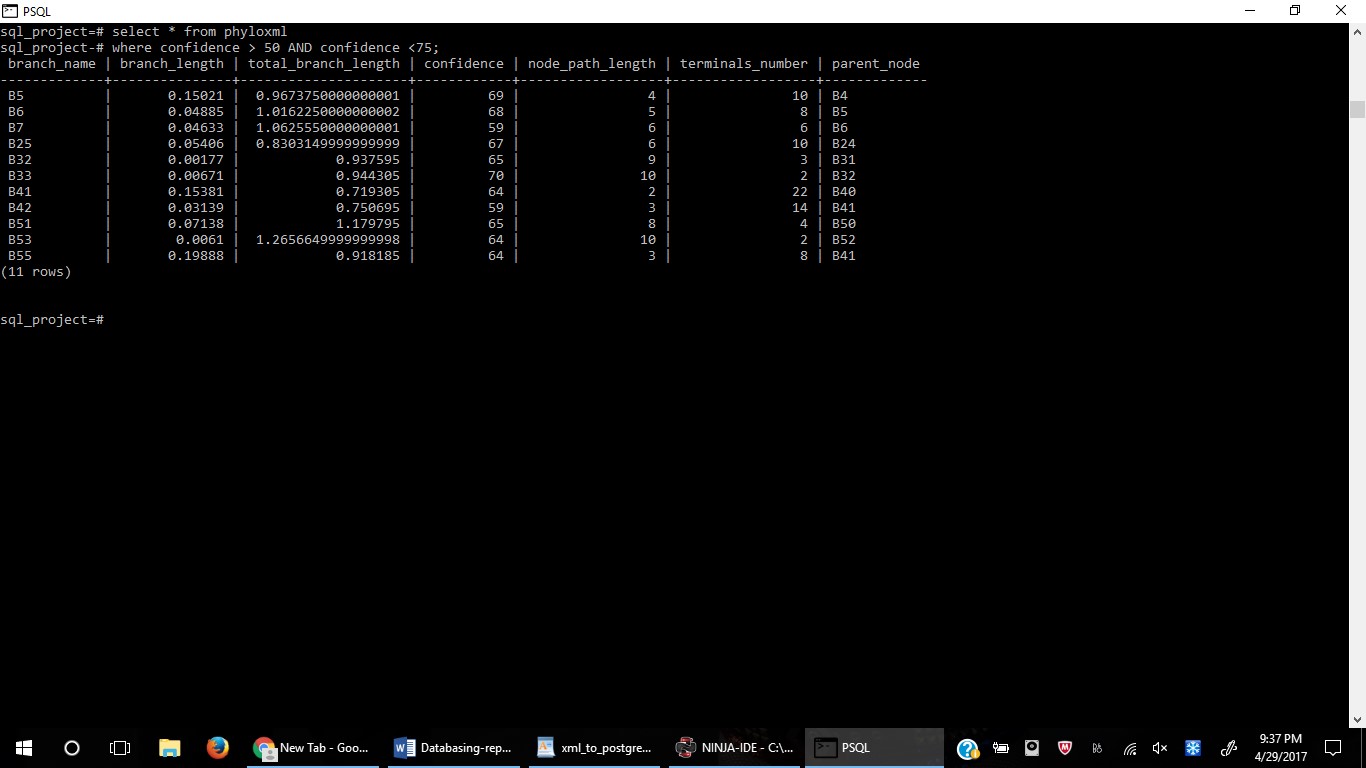 PSQL
sql_project=# select * from phyloxml
sql_project-# where confidence > 50 AND confidence <75;
 branch_name | branch_length | total_branch_length | confidence | node_path_length | terminals_number | parent_node
-------------+---------------+---------------------+------------+------------------+------------------+-------------
 B5          |       0.15021 |  0.9673750000000001 |         69 |                4 |               10 | B4
 B6          |       0.04885 |  1.0162250000000002 |         68 |                5 |                8 | B5
 B7          |       0.04633 |  1.0625550000000001 |         59 |                6 |                6 | B6
 B25         |       0.05406 |  0.8303149999999999 |         67 |                6 |               10 | B24
 B32         |       0.00177 |            0.937595 |         65 |                9 |                3 | B31
 B33         |       0.00671 |            0.944305 |         70 |               10 |                2 | B32
 B41         |       0.15381 |            0.719305 |         64 |                2 |               22 | B40
 B42         |       0.03139 |            0.750695 |         59 |                3 |               14 | B41
 B51         |       0.07138 |            1.179795 |         65 |                8 |                4 | B50
 B53         |        0.0061 |  1.2656649999999998 |         64 |               10 |                2 | B52
 B55         |       0.19888 |            0.918185 |         64 |                3 |                8 | B41
(11 rows)
sql_project=#
New Tab - Goo... Databasing-rep... xml_to_postgre... NINJA-IDE - C:\... PSQL 9:37 PM
4/29/2017